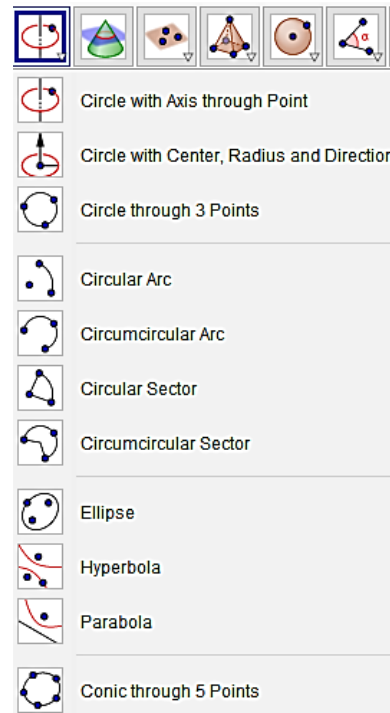 α
Circle with Axis through Point
Circle with Center, Radius and Direction
Circle through 3 Points
Circular Arc
Circumcircular Arc
Circular Sector
Circumcircular Sector
Ellipse
Hyperbola
Parabola
Conic through 5 Points